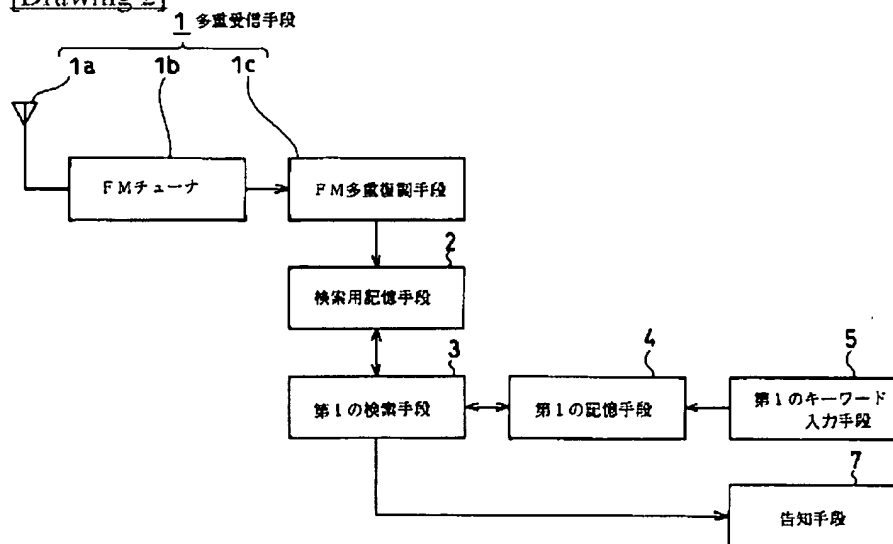 [Drawing 2]
1 多重受信手段
1a 1b 1c
FMチューナ
FM多重復調手段
2
検索用記憶手段
3
第1の検索手段
4
第1の記憶手段
5
第1のキーワード
入力手段
7
告知手段